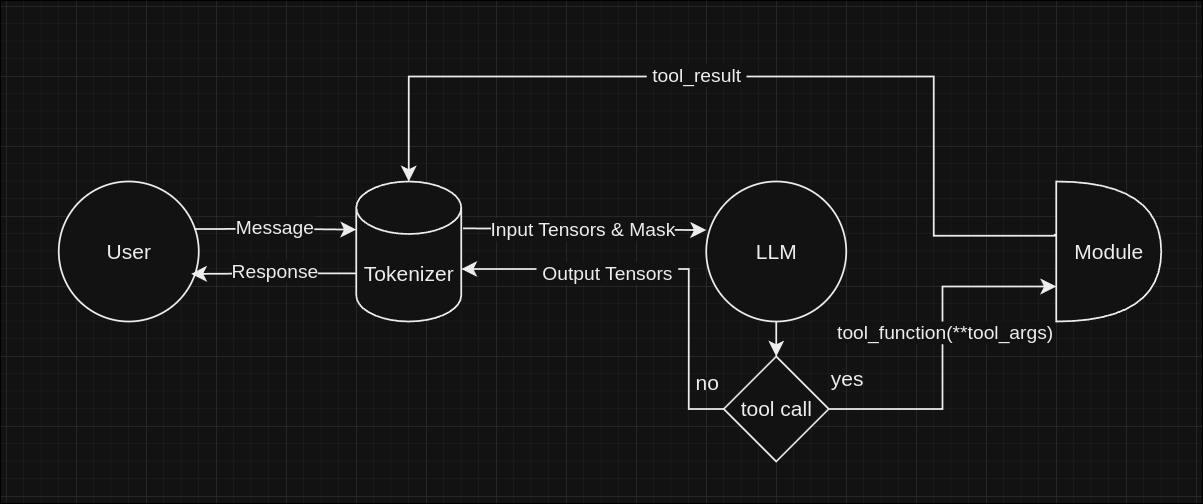 tool_result
User
Message
Response
Tokenizer
Input Tensors & Mask
Output Tensors
LLM
Module
tool_function(**tool_args)
no
yes
tool call